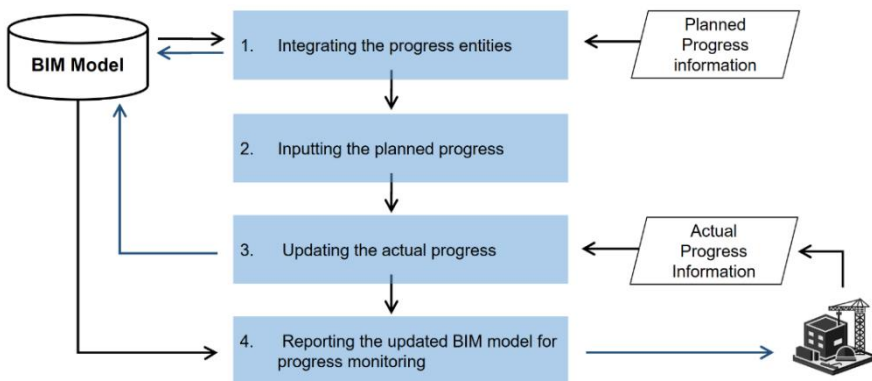 BIM Model
1. Integrating the progress entities
Planned
Progress
information
2. Inputting the planned progress
3. Updating the actual progress
Actual
Progress
Information
4. Reporting the updated BIM model for
progress monitoring